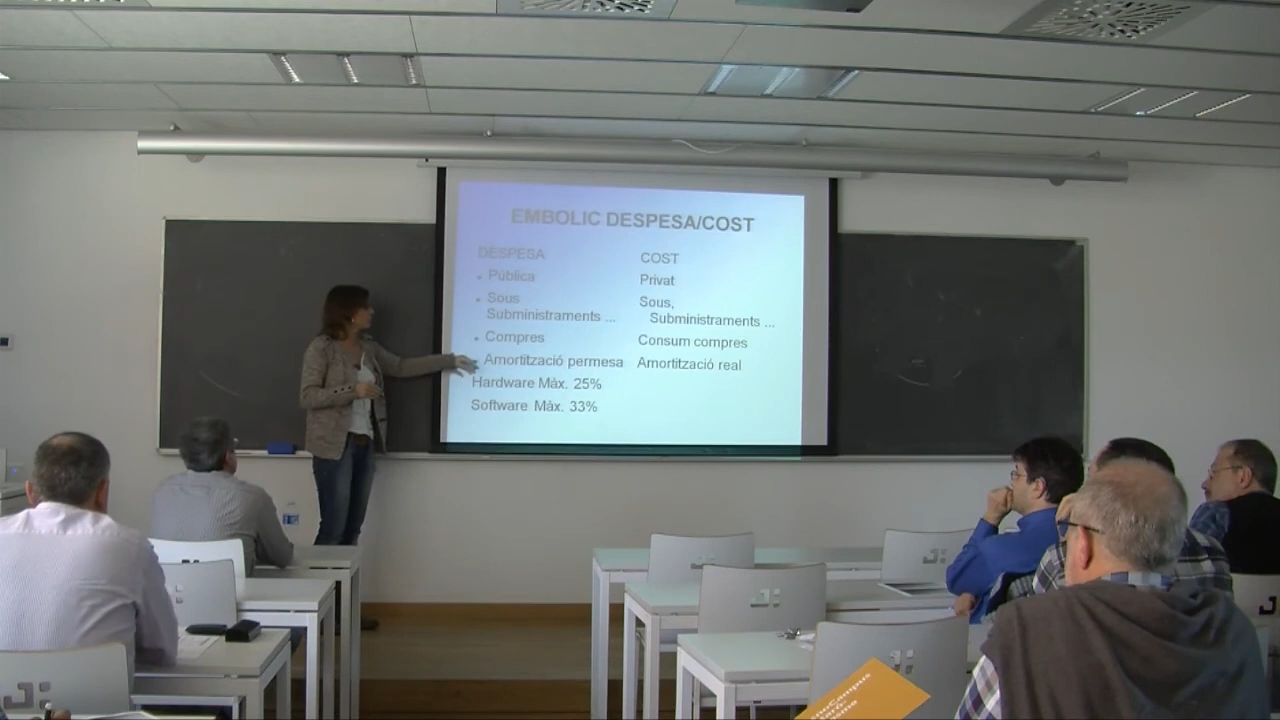 EMBOLIC DESPESA/COST
DESPESA
Pública
Sous
Subministraments ...
Compres
Amortització permesa
Hardware Màx. 25%
Software Màx. 33%
COST
Privat
Sous,
Subministraments ...
Consum compres
Amortització real